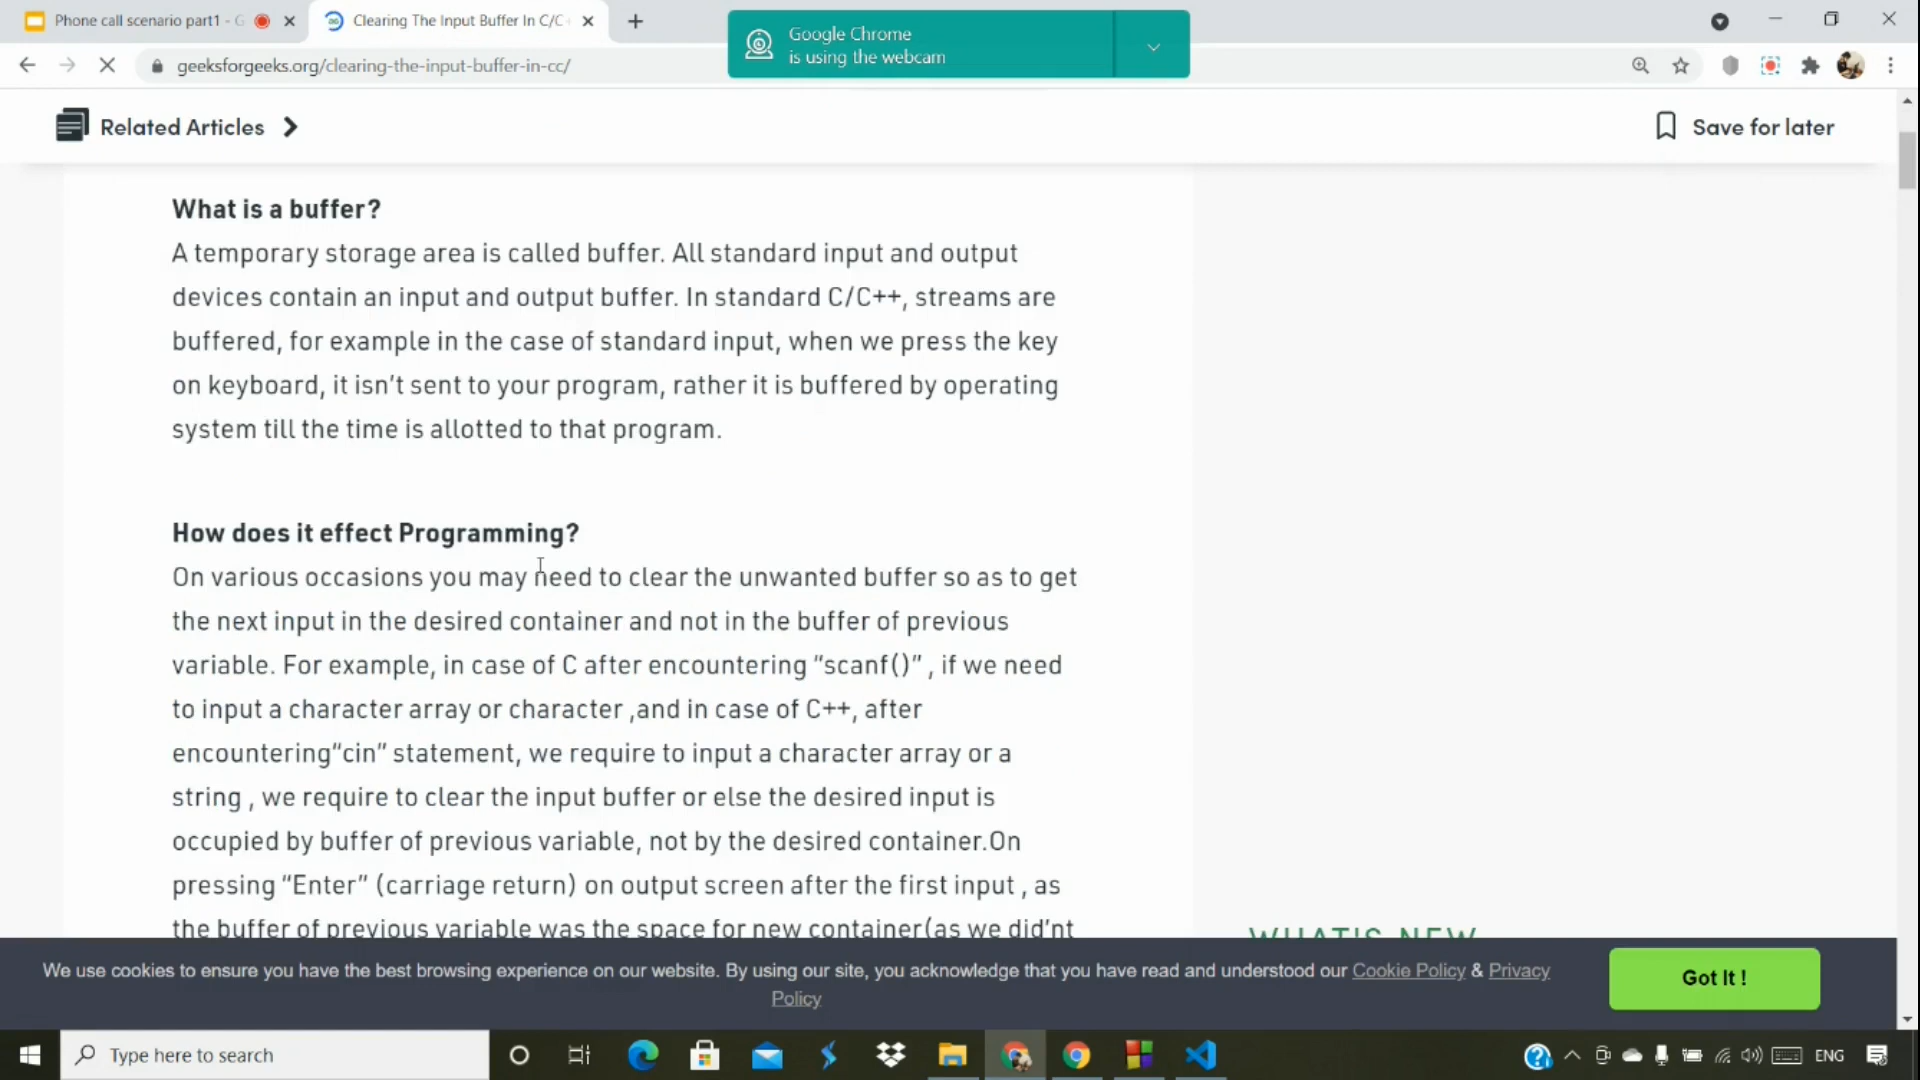 Phone call scenario part1 - G
Clearing The Input Buffer In C/C
Google Chrome
is using the webcam
geeksforgeeks.org/clearing-the-input-buffer-in-cc/
Related Articles
Save for later
What is a buffer?
A temporary storage area is called buffer. All standard input and output
devices contain an input and output buffer. In standard C/C++, streams are
buffered, for example in the case of standard input, when we press the key
on keyboard, it isn't sent to your program, rather it is buffered by operating
system till the time is allotted to that program.
How does it effect Programming?
On various occasions you may need to clear the unwanted buffer so as to get
the next input in the desired container and not in the buffer of previous
variable. For example, in case of C after encountering “scanf()” , if we need
to input a character array or character ,and in case of C++, after
encountering“cin” statement, we require to input a character array or a
string , we require to clear the input buffer or else the desired input is
occupied by buffer of previous variable, not by the desired container.On
pressing “Enter” (carriage return) on output screen after the first input , as
the buffer of previous variable was the space for new container(as we did'nt
WHAT'S NEW
We use cookies to ensure you have the best browsing experience on our website. By using our site, you acknowledge that you have read and understood our Cookie Policy & Privacy
Policy
Got It !
Type here to search
ENG